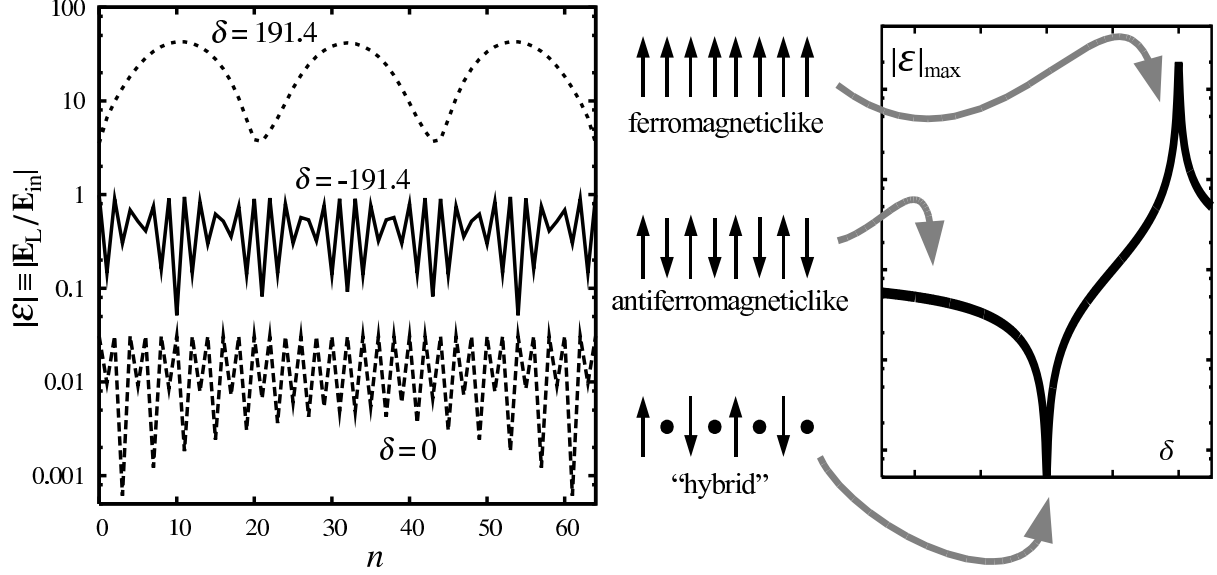 100
10
1
0.1
0.01
0.001
|ℰ| ≡ |E_L/E_in|
δ = 191.4
δ = -191.4
δ = 0
0 10 20 30 40 50 60
n
ferromagneticlike
antiferromagneticlike
“hybrid”
|ℰ|max
δ